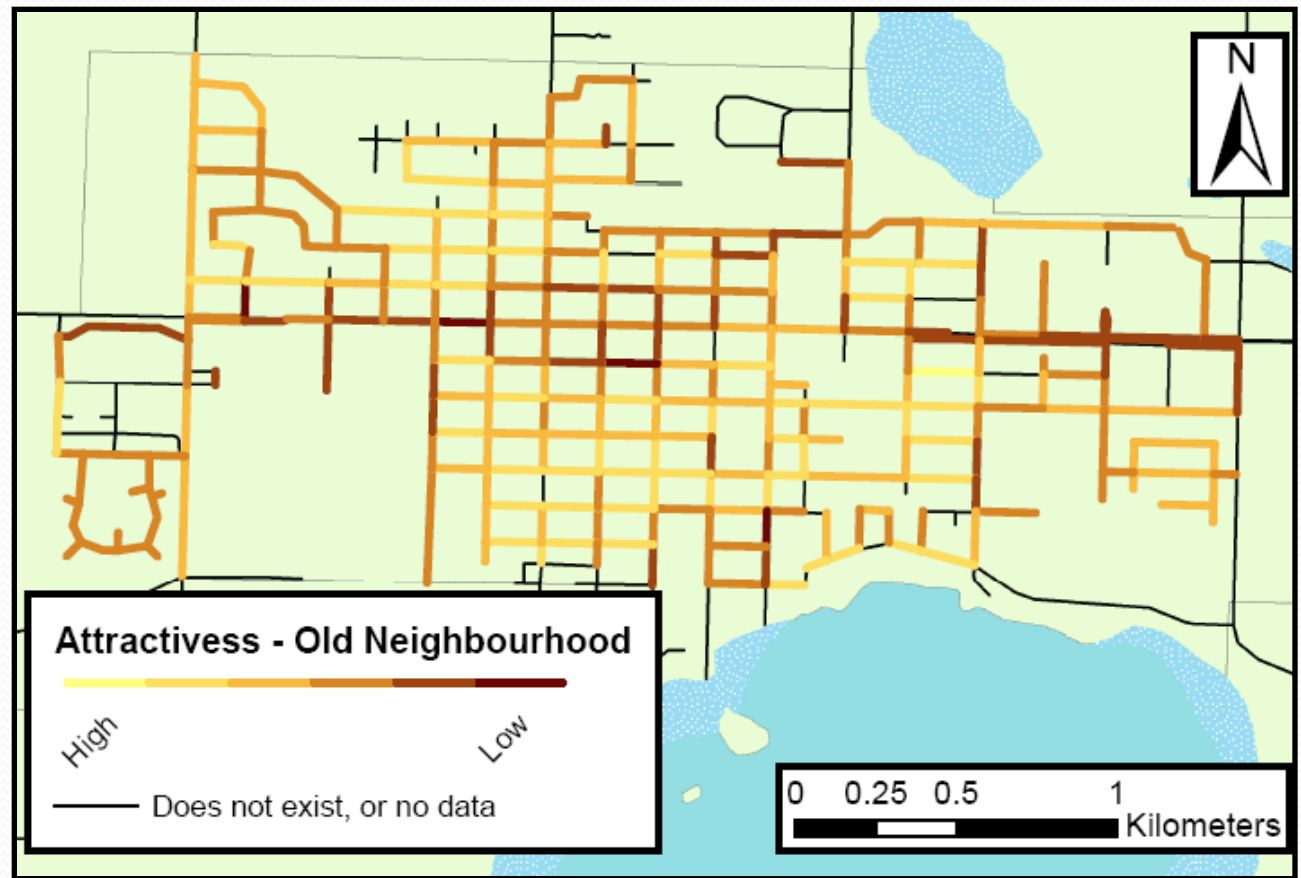 N
Attractivess - Old Neighbourhood
High
Low
Does not exist, or no data
0 0.25 0.5 1
Kilometers